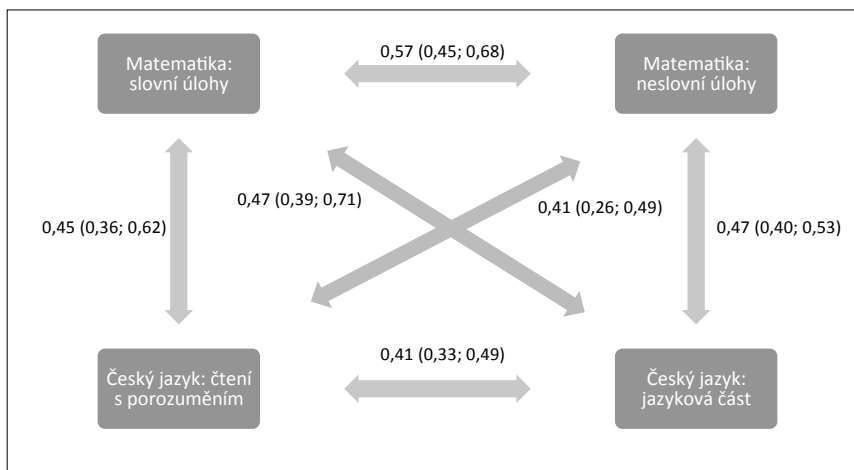 Matematika:
slovní úlohy
0,57 (0,45; 0,68)
Matematika:
neslovní úlohy
0,45 (0,36; 0,62)
0,47 (0,39; 0,71)
0,41 (0,26; 0,49)
0,47 (0,40; 0,53)
Český jazyk: čtení
s porozuměním
0,41 (0,33; 0,49)
Český jazyk:
jazyková část